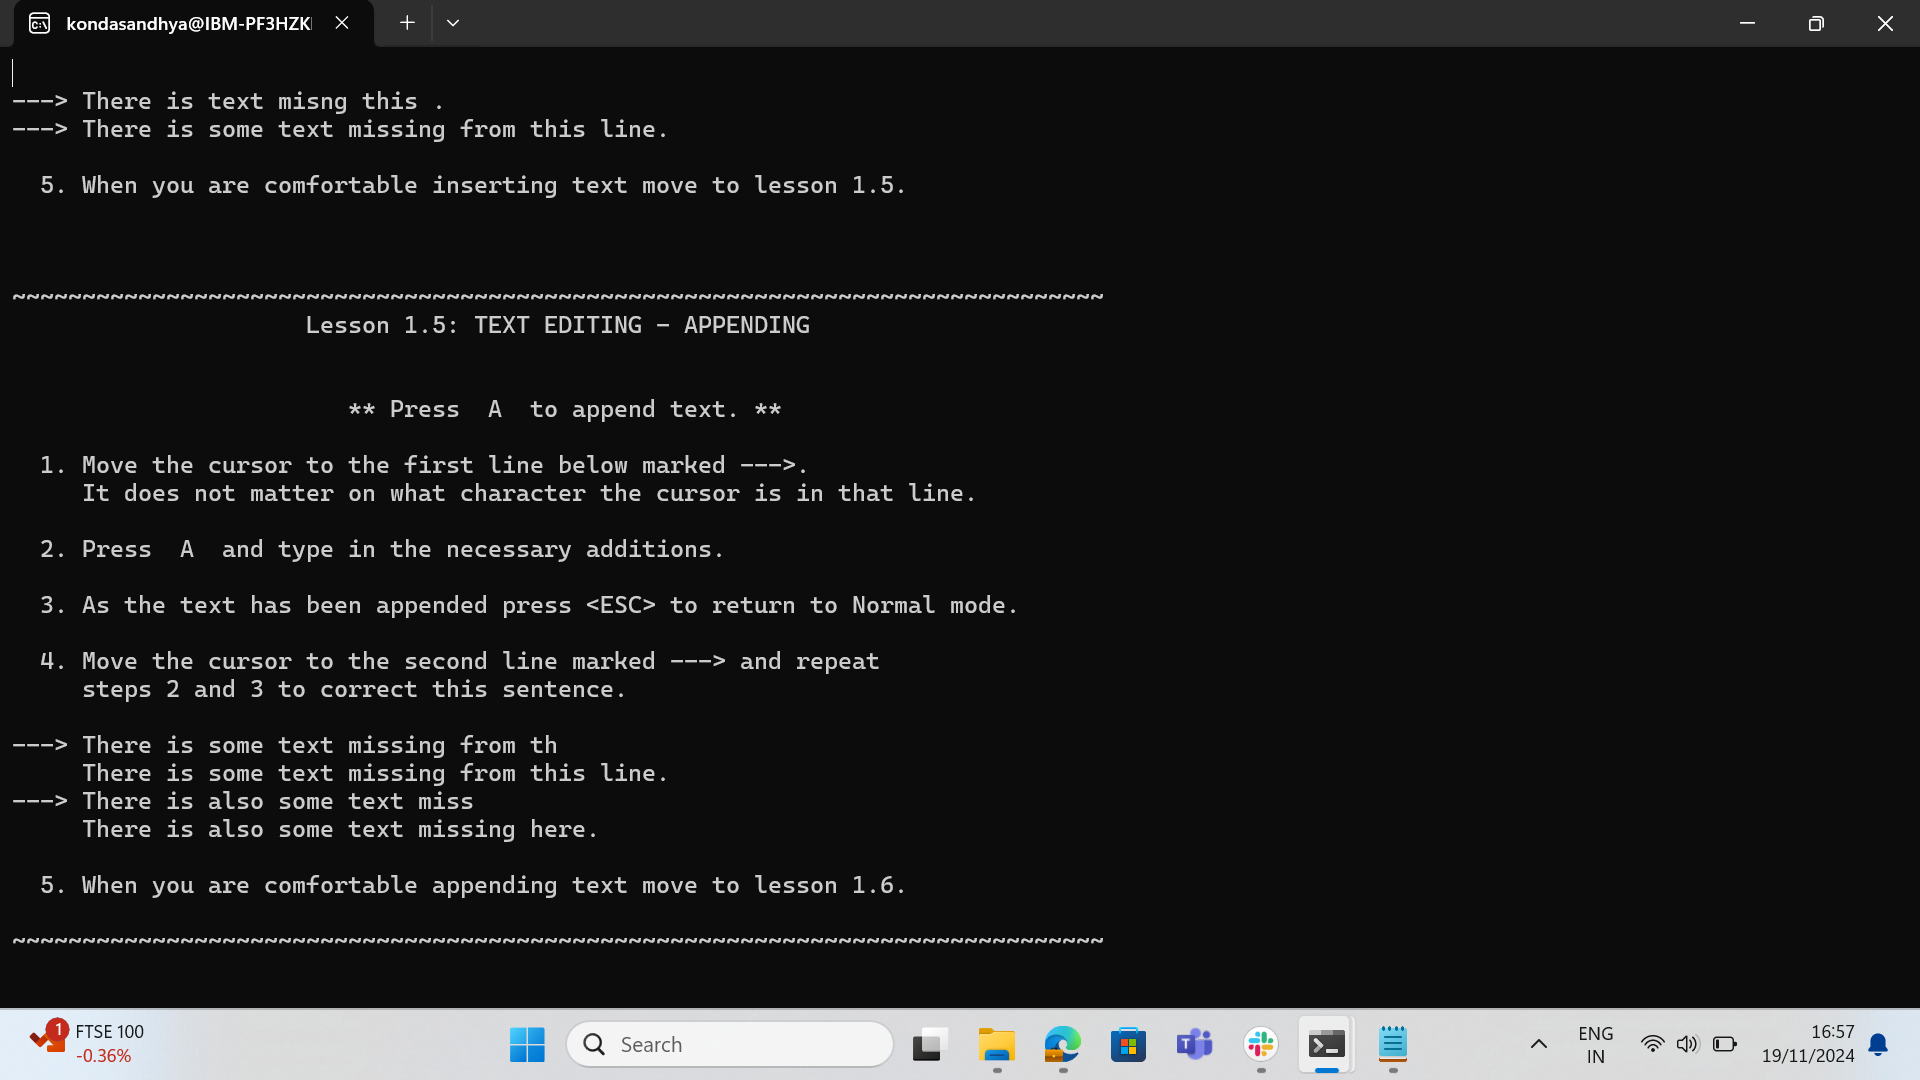 kondasandhya@IBM-PF3HZK
---> There is text misng this .
---> There is some text missing from this line.
5. When you are comfortable inserting text move to lesson 1.5.
~~~~~~~~~~~~~~~~~~~~~~~~~~~~~~~~~~~~~~~~~~~~~~~~~~~~~~~~~~~~~~~~~~~~~~~~~~~~~~
Lesson 1.5: TEXT EDITING - APPENDING
** Press  A  to append text. **
1. Move the cursor to the first line below marked --->.
It does not matter on what character the cursor is in that line.
2. Press  A  and type in the necessary additions.
3. As the text has been appended press <ESC> to return to Normal mode.
4. Move the cursor to the second line marked ---> and repeat
steps 2 and 3 to correct this sentence.
---> There is some text missing from th
There is some text missing from this line.
---> There is also some text miss
There is also some text missing here.
5. When you are comfortable appending text move to lesson 1.6.
~~~~~~~~~~~~~~~~~~~~~~~~~~~~~~~~~~~~~~~~~~~~~~~~~~~~~~~~~~~~~~~~~~~~~~~~~~~~~~
1
FTSE 100
-0.36%
Search
ENG
IN
16:57
19/11/2024